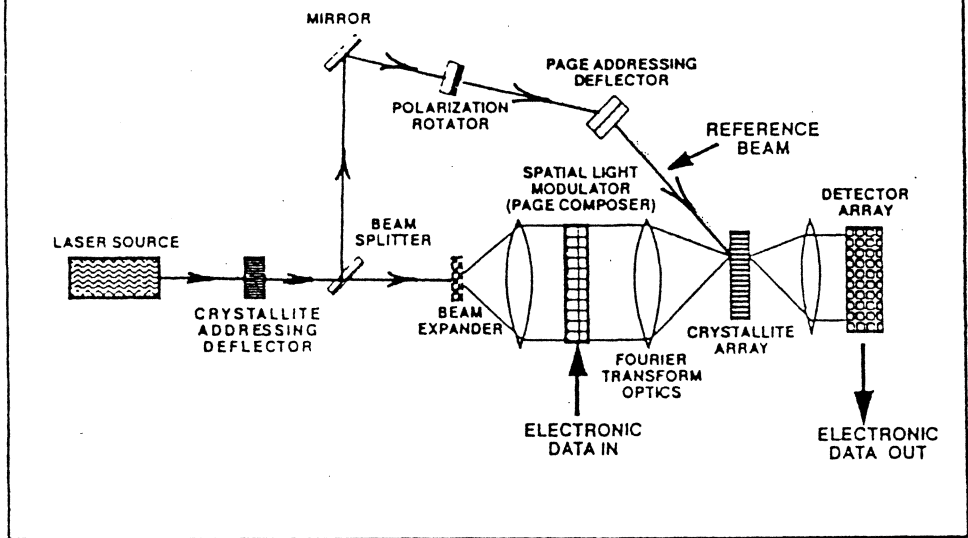 MIRROR
PAGE ADDRESSING
DEFLECTOR
POLARIZATION
ROTATOR
REFERENCE
BEAM
SPATIAL LIGHT
MODULATOR
(PAGE COMPOSER)
DETECTOR
ARRAY
BEAM
SPLITTER
LASER SOURCE
CRYSTALLITE
ADDRESSING
DEFLECTOR
BEAM
EXPANDER
CRYSTALLITE
ARRAY
FOURIER
TRANSFORM
OPTICS
ELECTRONIC
DATA IN
ELECTRONIC
DATA OUT